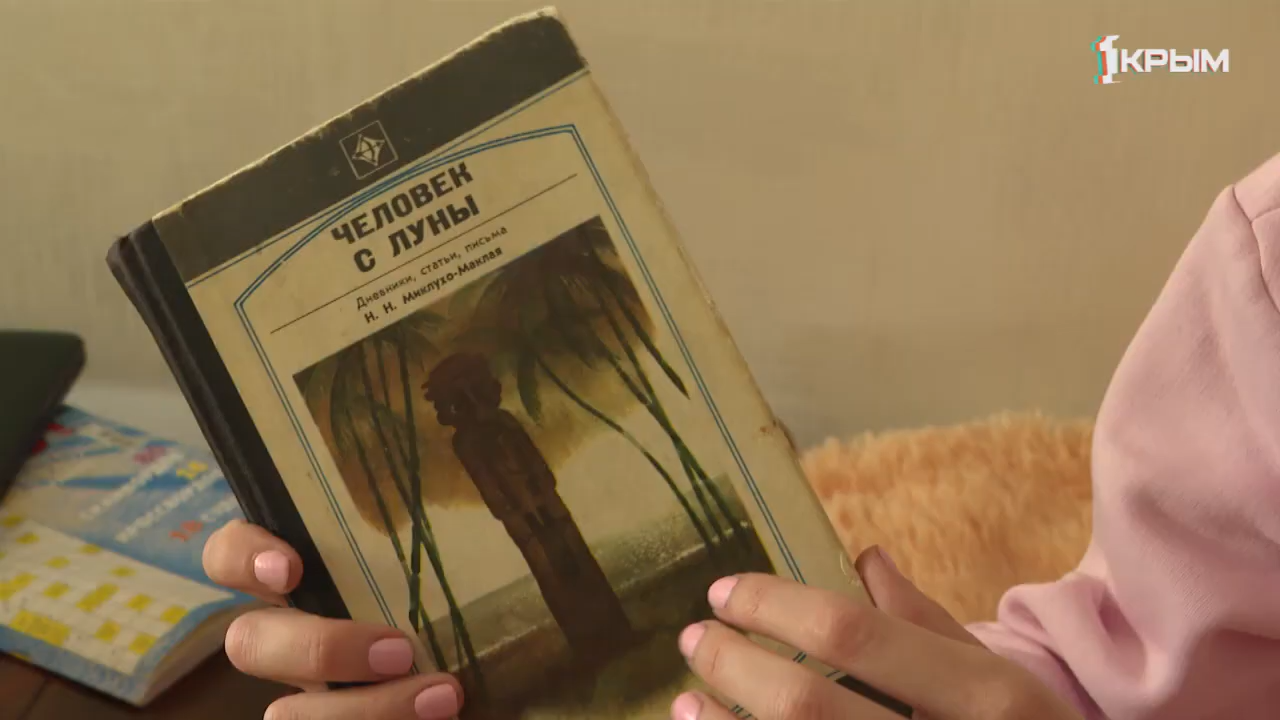 1КРЫМ
ЧЕЛОВЕК
С ЛУНЫ
Дневники, статьи, письма
Н. Н. Миклухо-Маклая